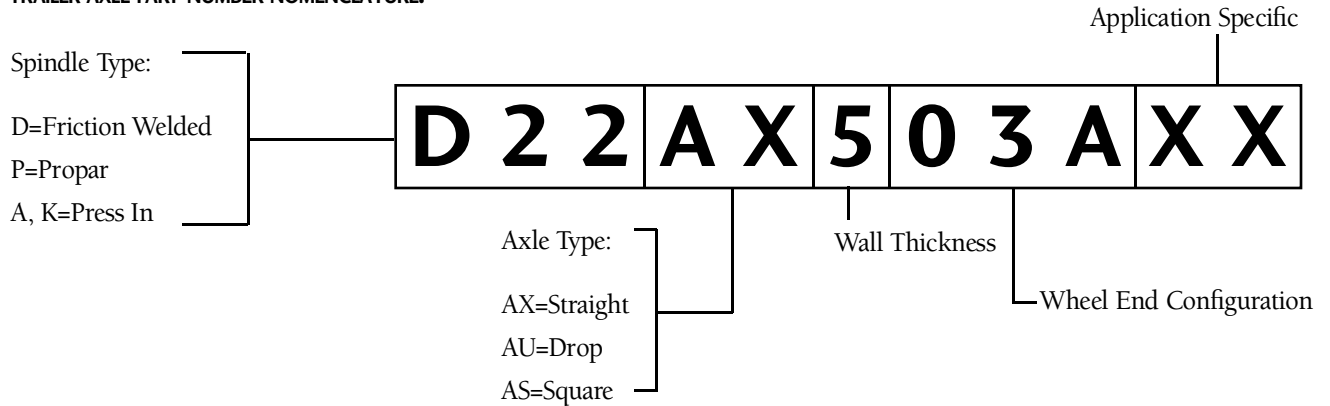 TRAILER AXLE PART NUMBER NOMENCLATURE:
Application Specific
Spindle Type:
D=Friction Welded
P=Propar
A, K=Press In
D 2 2 A X 5 0 3 A X X
Axle Type:
AX=Straight
AU=Drop
AS=Square
Wall Thickness
Wheel End Configuration